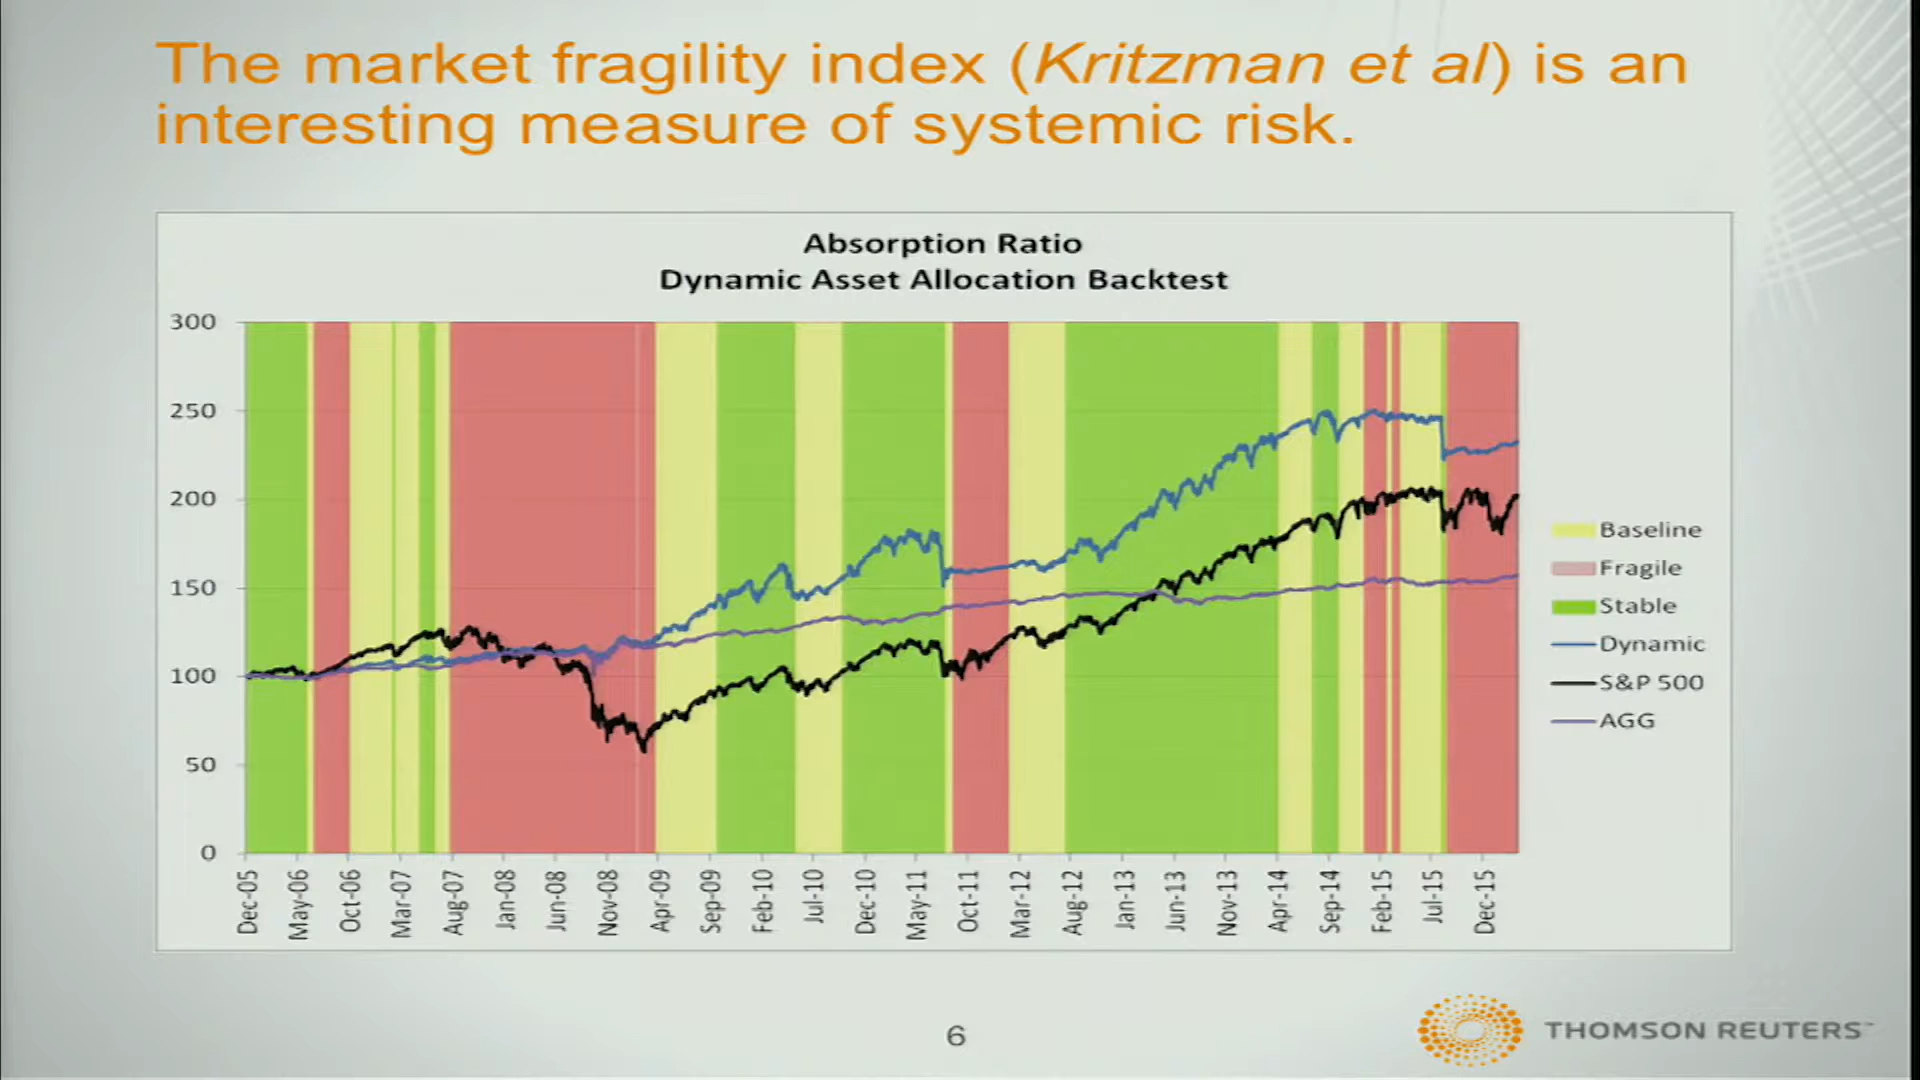 The market fragility index (Kritzman et al) is an
interesting measure of systemic risk.
Absorption Ratio
Dynamic Asset Allocation Backtest
300
250
200
150
100
50
0
Dec-05
May-06
Oct-06
Mar-07
Aug-07
Jan-08
Jun-08
Nov-08
Apr-09
Sep-09
Feb-10
Jul-10
Dec-10
May-11
Oct-11
Mar-12
Aug-12
Jan-13
Jun-13
Nov-13
Apr-14
Sep-14
Feb-15
Jul-15
Dec-15
Baseline
Fragile
Stable
Dynamic
S&P 500
AGG
6
THOMSON REUTERS™